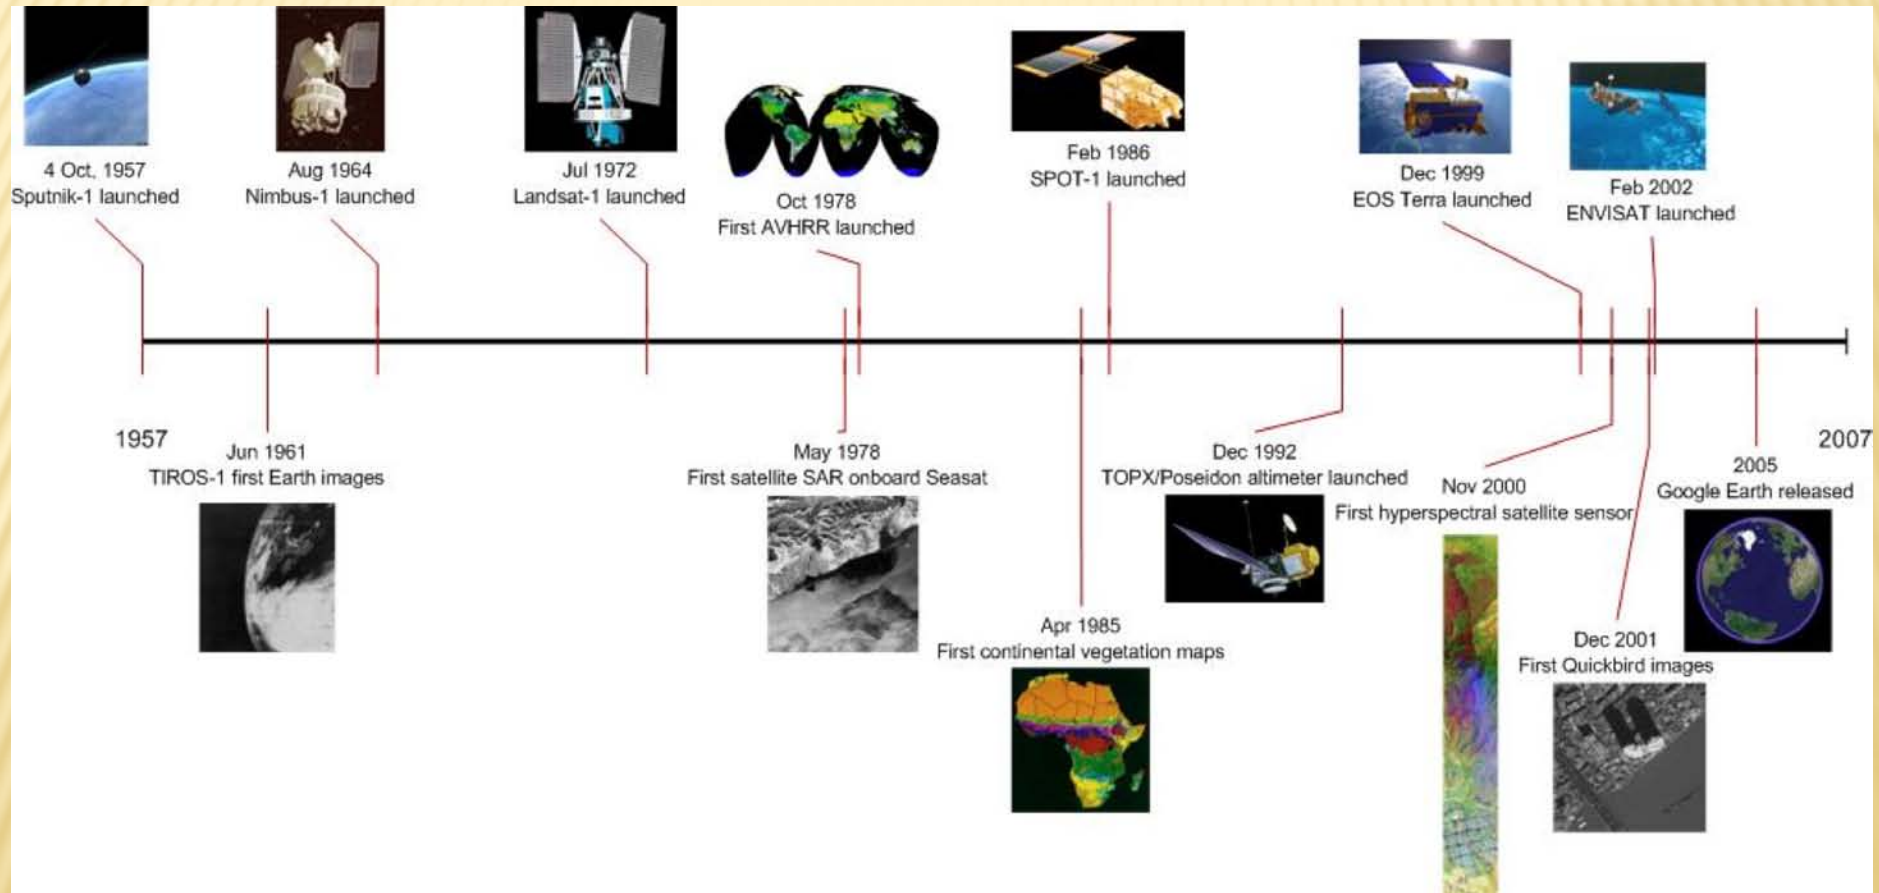 4 Oct, 1957
Sputnik-1 launched
Aug 1964
Nimbus-1 launched
Jul 1972
Landsat-1 launched
Oct 1978
First AVHRR launched
Feb 1986
SPOT-1 launched
Dec 1999
EOS Terra launched
Feb 2002
ENVISAT launched
1957
2007
Jun 1961
TIROS-1 first Earth images
May 1978
First satellite SAR onboard Seasat
Apr 1985
First continental vegetation maps
Dec 1992
TOPX/Poseidon altimeter launched
Nov 2000
First hyperspectral satellite sensor
Dec 2001
First Quickbird images
2005
Google Earth released